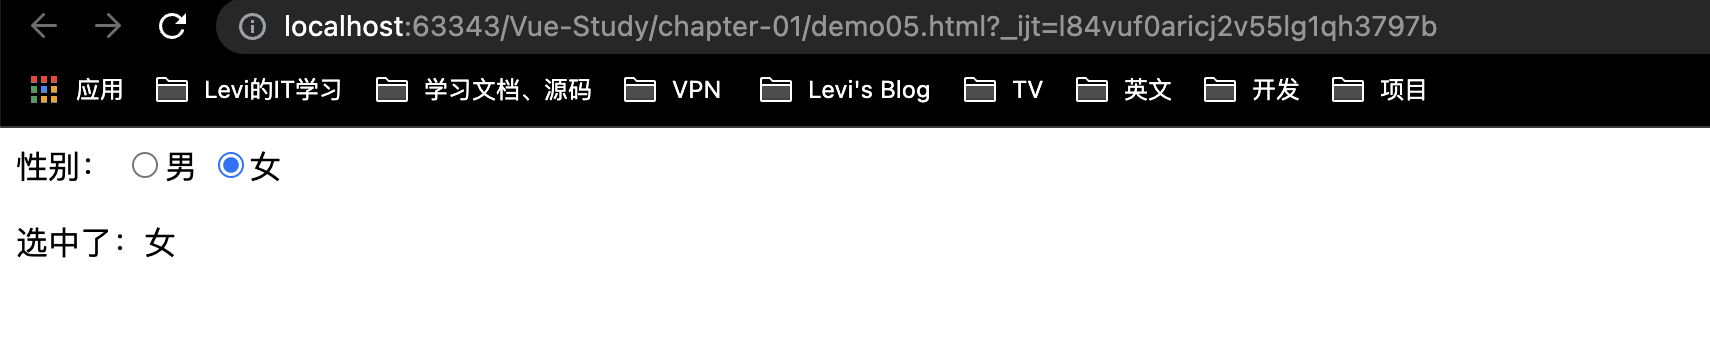 localhost:63343/Vue-Study/chapter-01/demo05.html?_ijt=l84vuf0aricj2v55lg1qh3797b
应用 Levi的IT学习 学习文档、源码 VPN Levi's Blog TV 英文 开发 项目
性别： 男 女
选中了：女